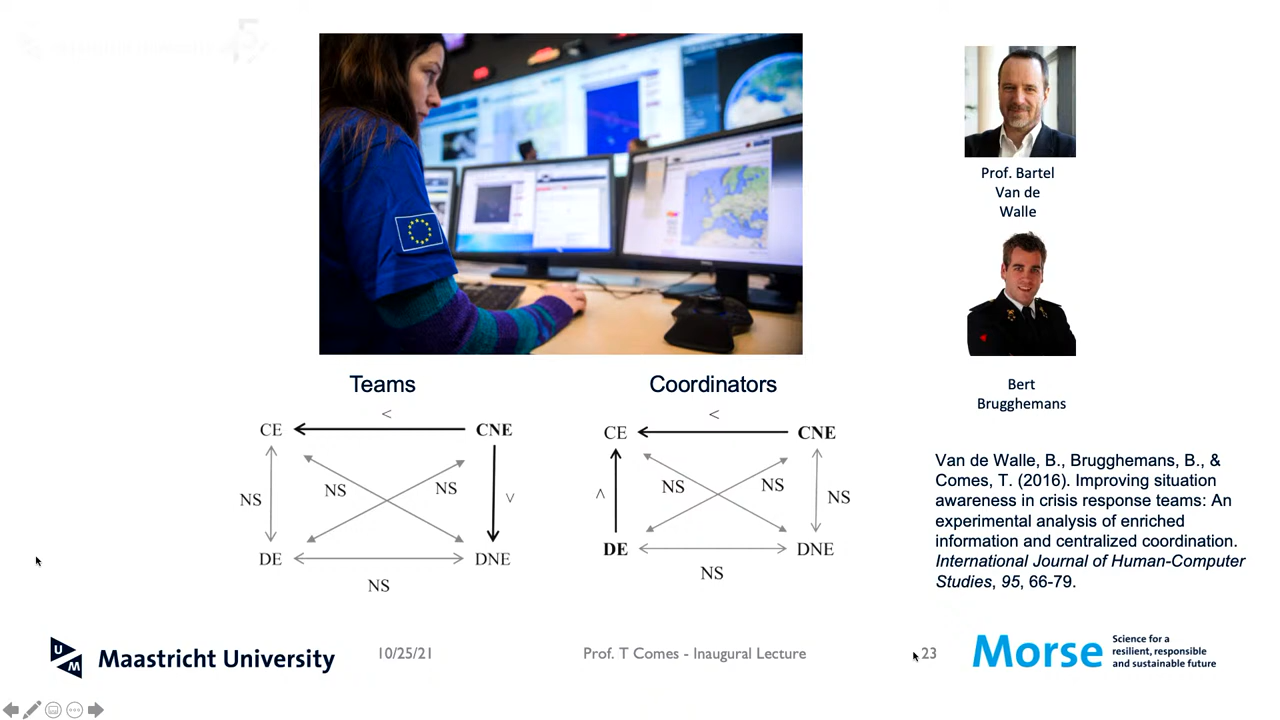 Maastricht University
Prof. Bartel
Van de
Walle
Bert
Brugghemans
Teams
<
CE
CNE
NS
NS
NS
V
DE
DNE
NS
Coordinators
<
CE
CNE
NS
NS
^
NS
DE
DNE
NS
Van de Walle, B., Brugghemans, B., &
Comes, T. (2016). Improving situation
awareness in crisis response teams: An
experimental analysis of enriched
information and centralized coordination.
International Journal of Human-Computer
Studies, 95, 66-79.
UM
Maastricht University
10/25/21
Prof. T Comes - Inaugural Lecture
23
Morse
Science for a
resilient, responsible
and sustainable future